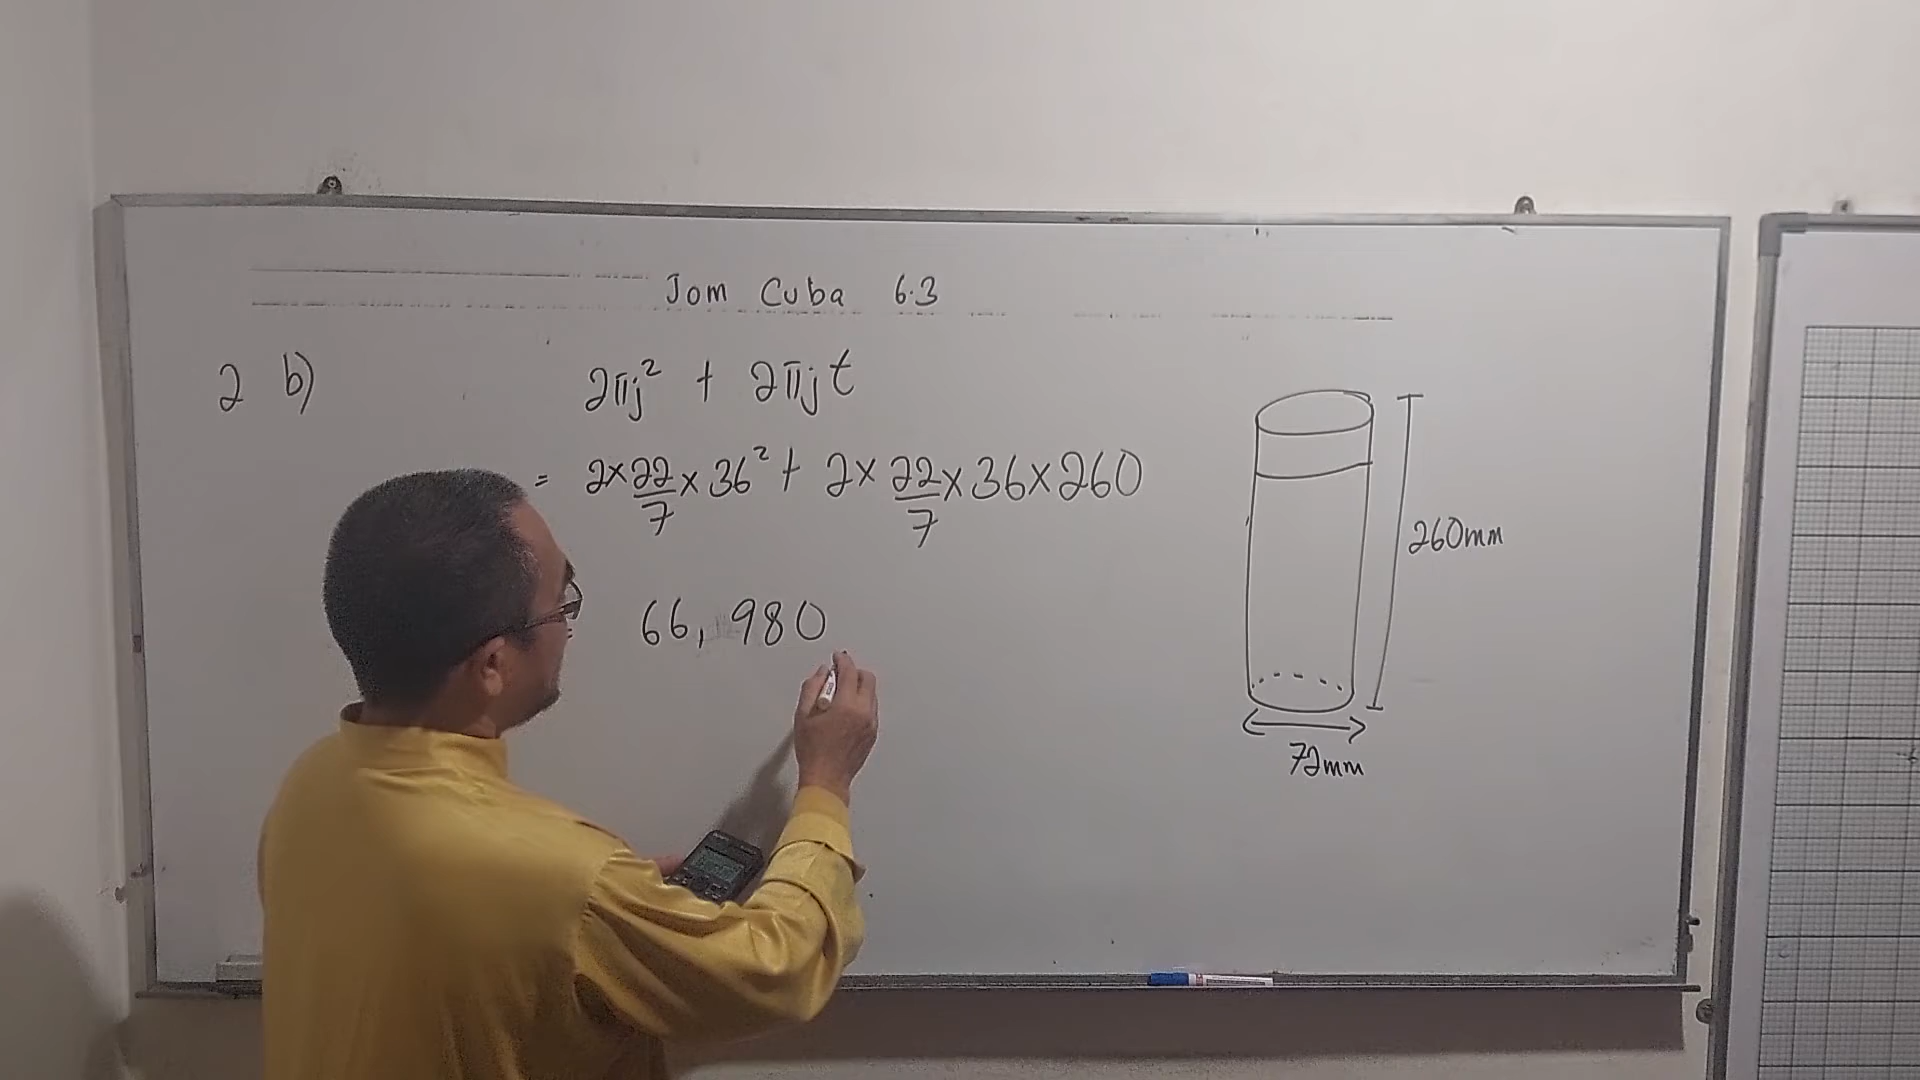 Jom Cuba 6.3
2 b)
2πj² + 2πjt
= 2×22/7×36² + 2×22/7×36×260
= 66, 980
260mm
72mm